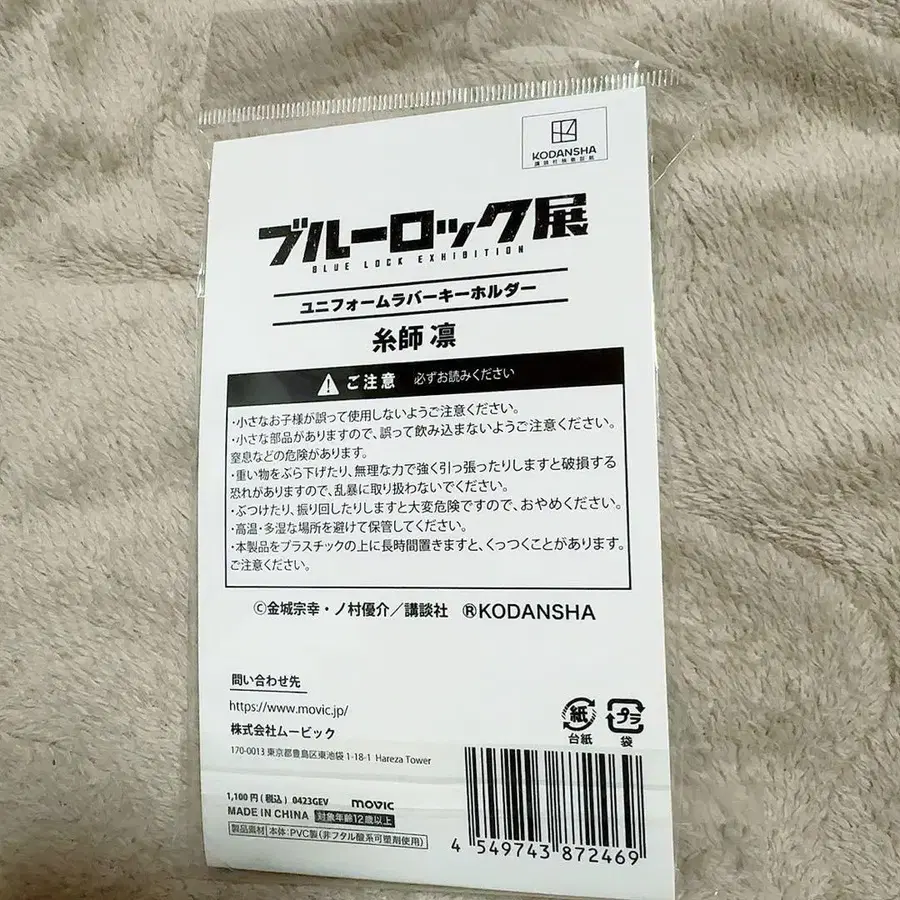 KODANSHA
講談社検査証紙
ブルーロック展
BLUE LOCK EXHIBITION
ユニフォームラバーキーホルダー
糸師 凛
ご注意 必ずお読みください
・小さなお子様が誤って使用しないようご注意ください。
・小さな部品がありますので、誤って飲み込まないようご注意ください。
窒息などの危険があります。
・重い物をぶら下げたり、無理な力で強く引っ張ったりしますと破損する
恐れがありますので、乱暴に取り扱わないでください。
・ぶつけたり、振り回したりしますと大変危険ですので、おやめください。
・高温・多湿な場所を避けて保管してください。
・本製品をプラスチックの上に長時間置きますと、くっつくことがあります。
ご注意ください。
©金城宗幸・ノ村優介／講談社 ®KODANSHA
問い合わせ先
https://www.movic.jp/
株式会社ムービック
170-0013 東京都豊島区東池袋 1-18-1 Hareza Tower
紙
台紙
プラ
袋
1,100円(税込) 0423GEV movic
MADE IN CHINA 対象年齢12歳以上
製品素材 本体:PVC製(非フタル酸系可塑剤使用)
4 549743 872469